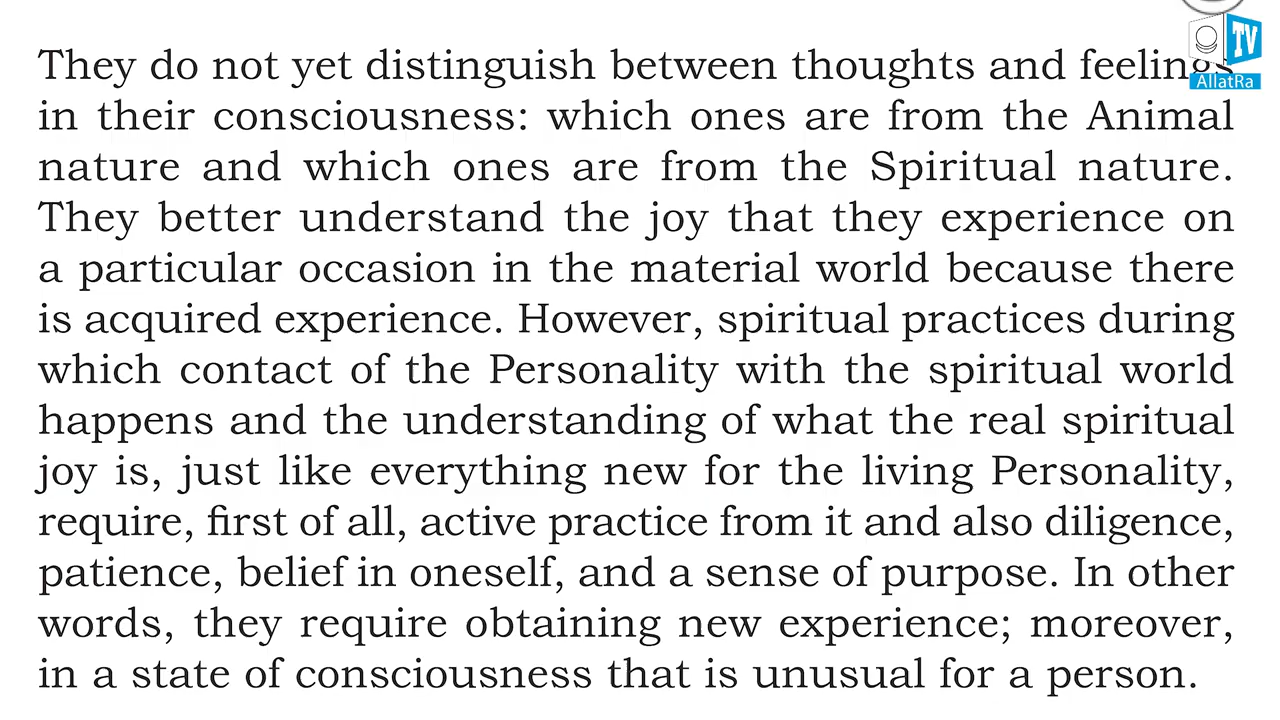 They do not yet distinguish between thoughts and feelings
in their consciousness: which ones are from the Animal
nature and which ones are from the Spiritual nature.
They better understand the joy that they experience on
a particular occasion in the material world because there
is acquired experience. However, spiritual practices during
which contact of the Personality with the spiritual world
happens and the understanding of what the real spiritual
joy is, just like everything new for the living Personality,
require, first of all, active practice from it and also diligence,
patience, belief in oneself, and a sense of purpose. In other
words, they require obtaining new experience; moreover,
in a state of consciousness that is unusual for a person.
TV
AllatRa